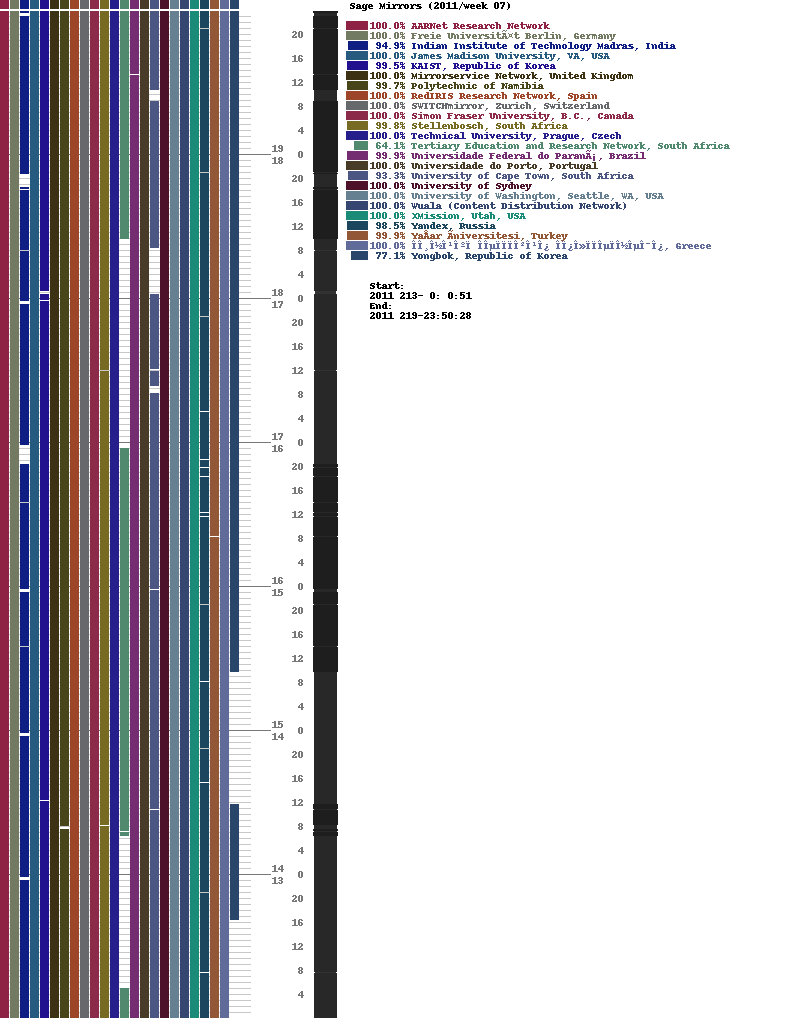 Sage Mirrors (2011/week 07)
100.0% AARNet Research Network
100.0% Freie UniversitÃ¤t Berlin, Germany
94.9% Indian Institute of Technology Madras, India
100.0% James Madison University, VA, USA
99.5% KAIST, Republic of Korea
100.0% Mirrorservice Network, United Kingdom
99.7% Polytechnic of Namibia
100.0% RedIRIS Research Network, Spain
100.0% SWITCHmirror, Zurich, Switzerland
100.0% Simon Fraser University, B.C., Canada
99.8% Stellenbosch, South Africa
100.0% Technical University, Prague, Czech
64.1% Tertiary Education and Research Network, South Africa
99.9% Universidade Federal do ParanÃ¡, Brazil
100.0% Universidade do Porto, Portugal
93.3% University of Cape Town, South Africa
100.0% University of Sydney
100.0% University of Washington, Seattle, WA, USA
100.0% Wuala (Content Distribution Network)
100.0% XMission, Utah, USA
98.5% Yandex, Russia
99.9% Universitesi, Turkey
100.0% , Greece
77.1% Yongbok, Republic of Korea
Start:
2011 213- 0: 0:51
End:
2011 219-23:50:28
20
16
12
8
4
19
0
18
20
16
12
8
4
18
0
17
20
16
12
8
4
17
0
16
20
16
12
8
4
16
0
15
20
16
12
8
4
15
0
14
20
16
12
8
4
14
0
13
20
16
12
8
4